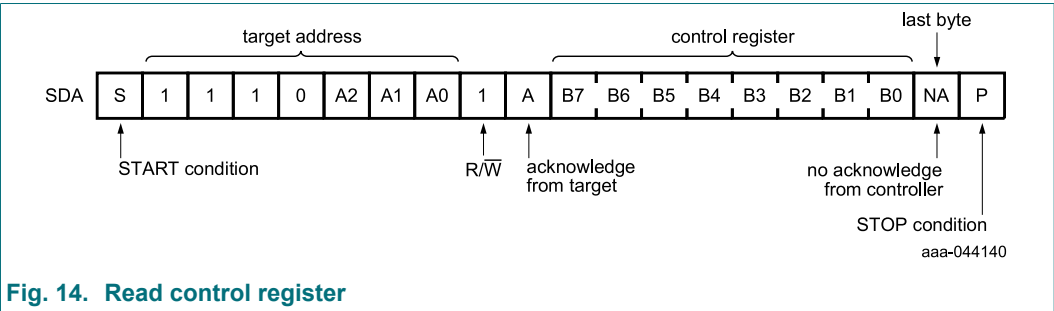 last byte
target address
control register
SDA S 1 1 1 0 A2 A1 A0 1 A B7 B6 B5 B4 B3 B2 B1 B0 NA P
START condition
R/W̅
acknowledge
from target
no acknowledge
from controller
STOP condition
aaa-044140
Fig. 14. Read control register